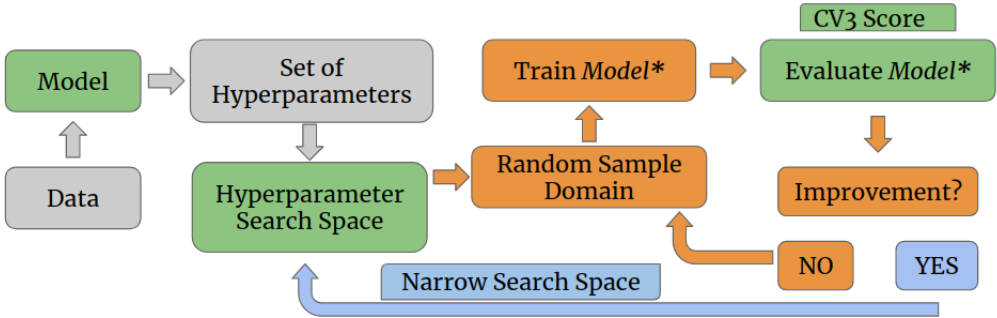 CV3 Score
Model
Set of
Hyperparameters
Train Model*
Evaluate Model*
Data
Hyperparameter
Search Space
Random Sample
Domain
Improvement?
NO
YES
Narrow Search Space